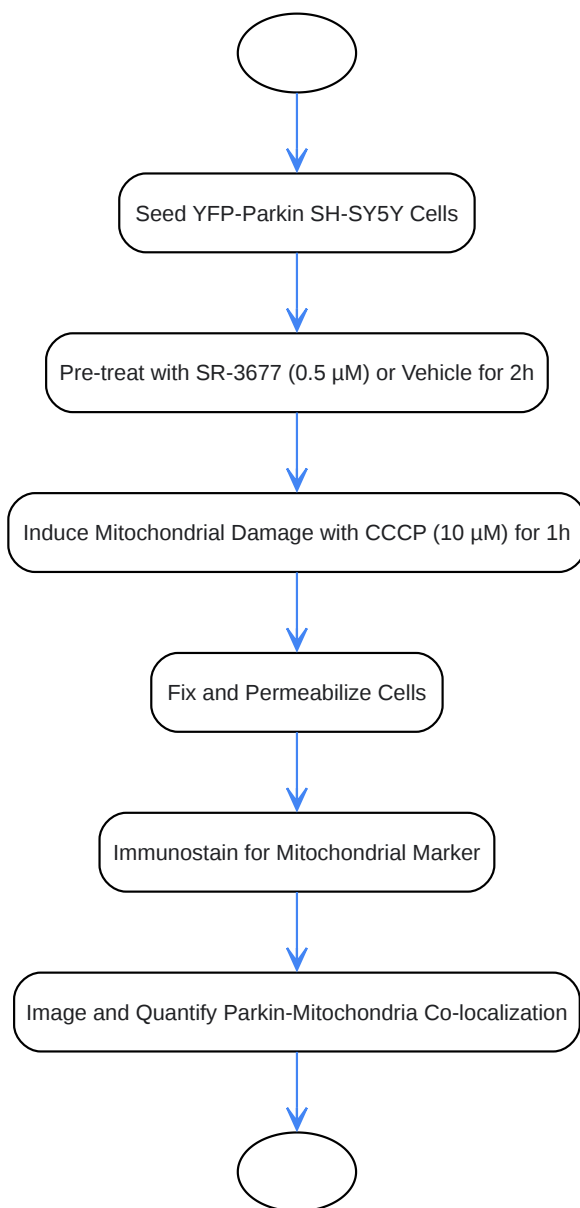 Seed YFP-Parkin SH-SY5Y Cells
Pre-treat with SR-3677 (0.5 µM) or Vehicle for 2h
Induce Mitochondrial Damage with CCCP (10 µM) for 1h
Fix and Permeabilize Cells
Immunostain for Mitochondrial Marker
Image and Quantify Parkin-Mitochondria Co-localization